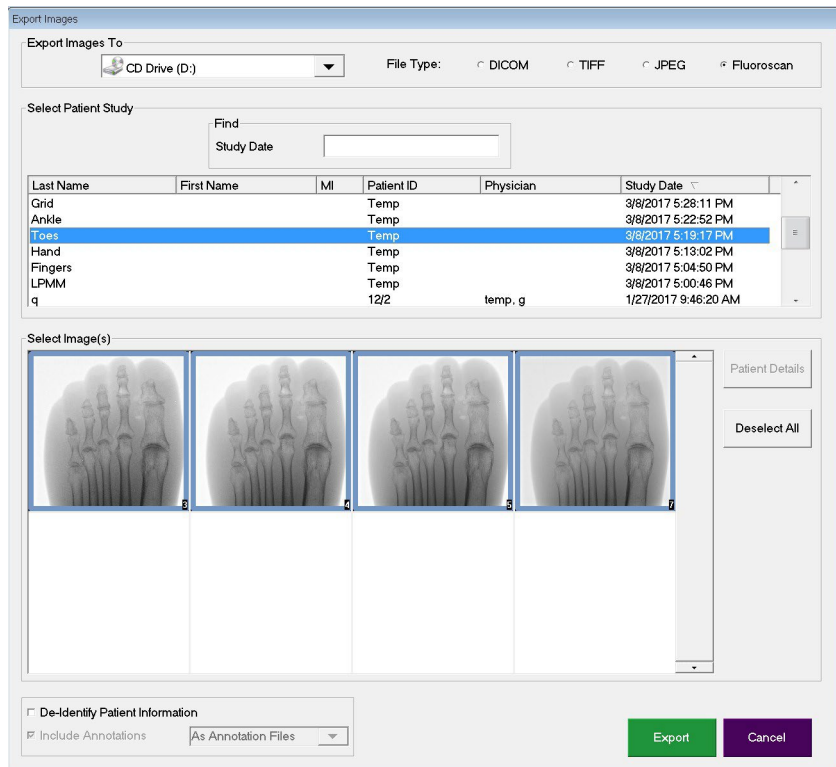 Export Images
Export Images To
CD Drive (D:)
File Type:
DICOM
TIFF
JPEG
Fluoroscan
Select Patient Study
Find
Study Date
Last Name First Name MI Patient ID Physician Study Date
Grid Temp 3/8/2017 5:28:11 PM
Ankle Temp 3/8/2017 5:22:52 PM
Toes Temp 3/8/2017 5:19:17 PM
Hand Temp 3/8/2017 5:13:02 PM
Fingers Temp 3/8/2017 5:04:50 PM
LPMM Temp 3/8/2017 5:00:46 PM
q 12/2 temp, g 1/27/2017 9:46:20 AM
Select Image(s)
3 4 5 7
Patient Details
Deselect All
De-Identify Patient Information
Include Annotations As Annotation Files
Export Cancel